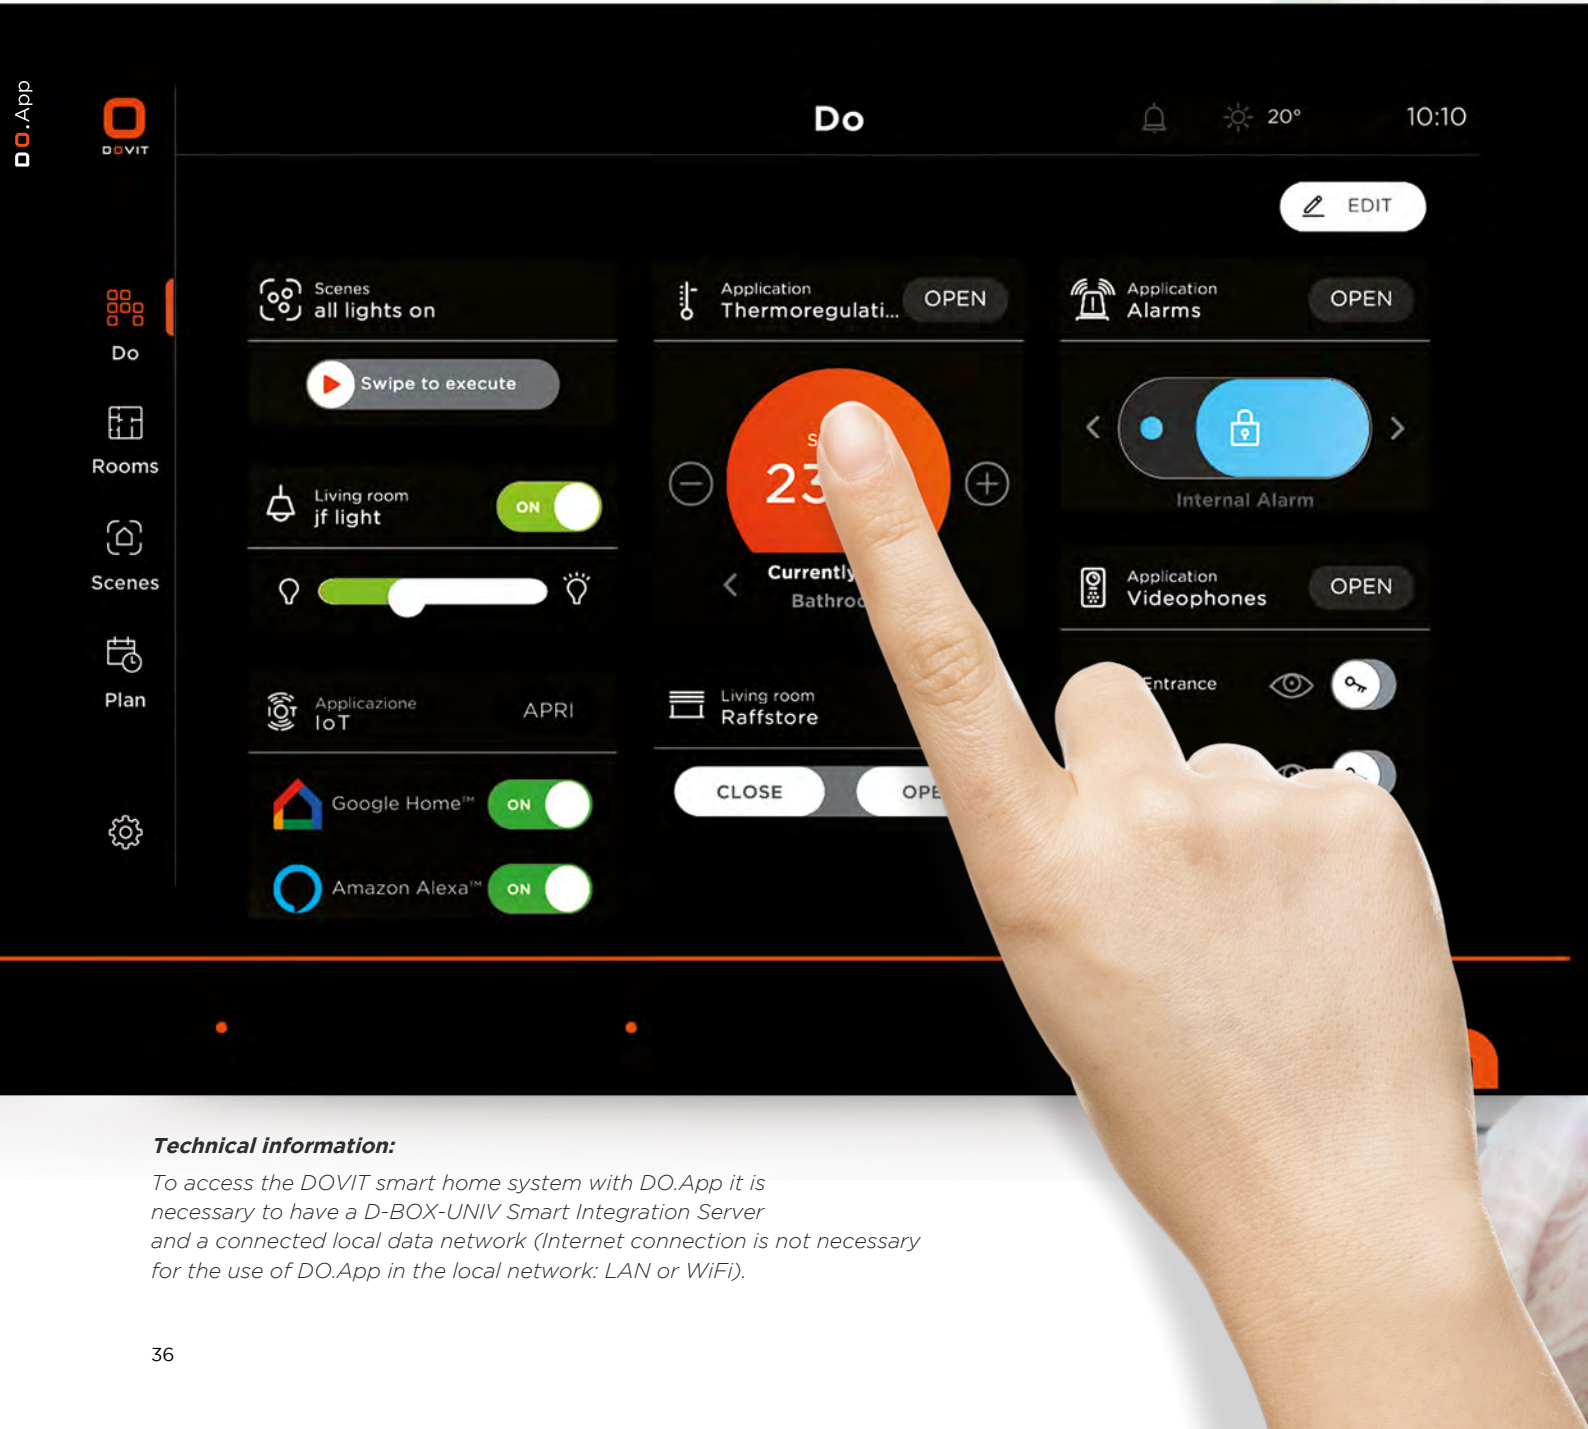 DO.App
DOVIT
Do
20°
10:10
EDIT
Do
Rooms
Scenes
Plan
Scenes
all lights on
Swipe to execute
Living room
jf light
ON
Applicazione
IoT
APRI
IOT
Google Home™
ON
Amazon Alexa™
ON
Application
Thermoregulati...
OPEN
23
Currently
Living room
Raffstore
CLOSE
Application
Alarms
OPEN
Internal Alarm
Application
Videophones
OPEN
Entrance
Technical information:
To access the DOVIT smart home system with DO.App it is
necessary to have a D-BOX-UNIV Smart Integration Server
and a connected local data network (Internet connection is not necessary
for the use of DO.App in the local network: LAN or WiFi).
36